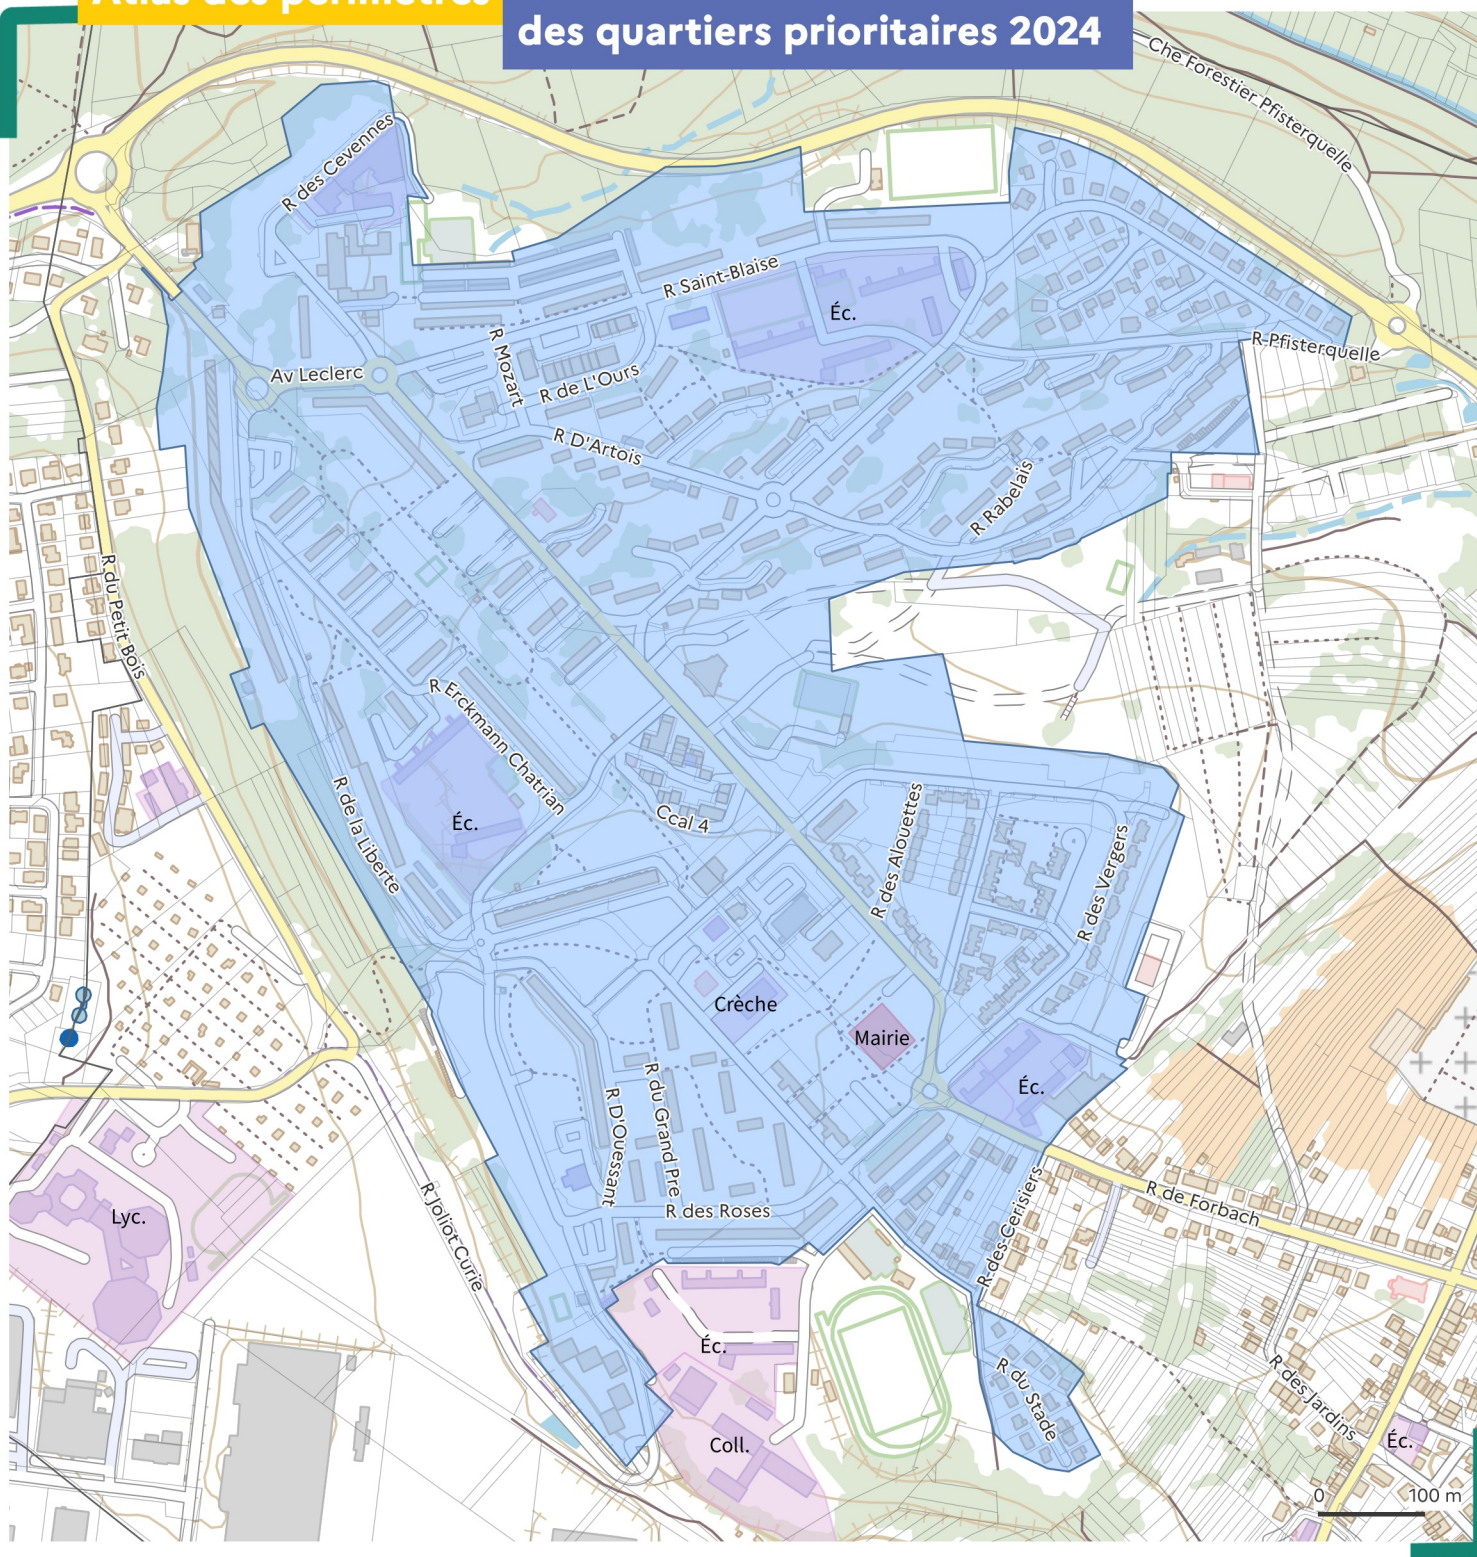 Atlas des périmètres
des quartiers prioritaires 2024
Che Forestier Pfisterquelle
R des Cevennes
R Saint-Blaise
Éc.
R Pfisterquelle
R Mozart
Av Leclerc
R de L'Ours
R D'Artois
R Rabelais
R du Petit Bois
R Erckmann Chatrian
R de la Liberte
Éc.
Ccal 4
R des Alouettes
R des Vergers
Crèche
Mairie
Éc.
R du Grand Pre
R D'Ouessant
R des Roses
R des Cerisiers
R de Forbach
Lyc.
R Joliot Curie
Éc.
R du Stade
R des Jardins
Coll.
Éc.
0 100 m